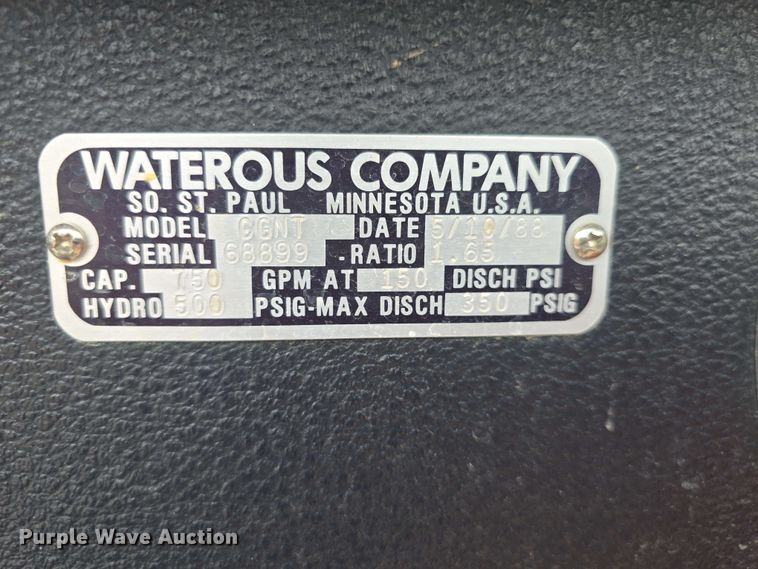 WATEROUS COMPANY
SO. ST. PAUL MINNESOTA U.S.A.
MODEL CGNT DATE 5/10/88
SERIAL 68899 - RATIO 1.65
CAP. 750 GPM AT 150 DISCH PSI
HYDRO 500 PSIG-MAX DISCH 350 PSIG
Purple Wave Auction